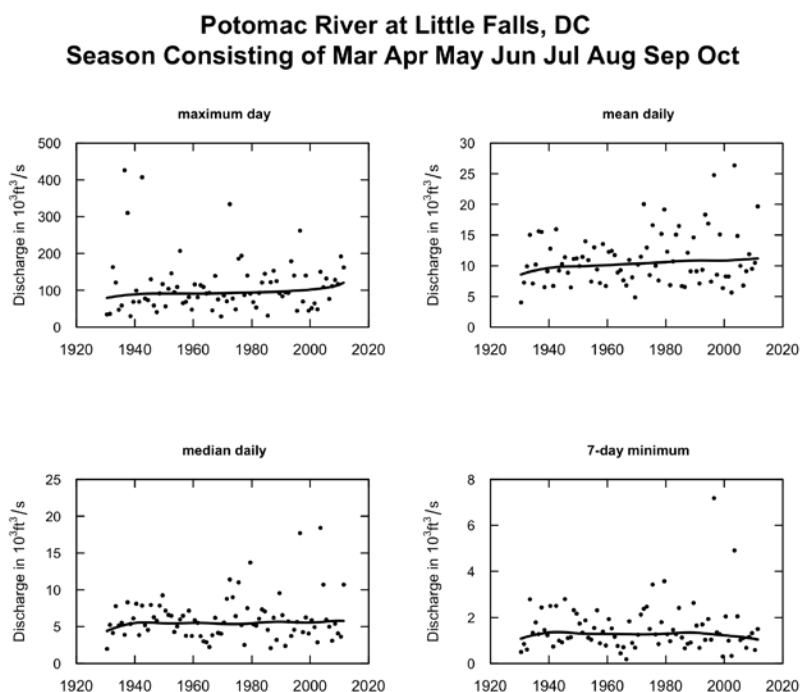 Potomac River at Little Falls, DC
Season Consisting of Mar Apr May Jun Jul Aug Sep Oct
maximum day
Discharge in 10³ft³/s
500
400
300
200
100
0
1920 1940 1960 1980 2000 2020
mean daily
Discharge in 10³ft³/s
30
25
20
15
10
5
0
1920 1940 1960 1980 2000 2020
median daily
Discharge in 10³ft³/s
25
20
15
10
5
0
1920 1940 1960 1980 2000 2020
7-day minimum
Discharge in 10³ft³/s
8
6
4
2
0
1920 1940 1960 1980 2000 2020